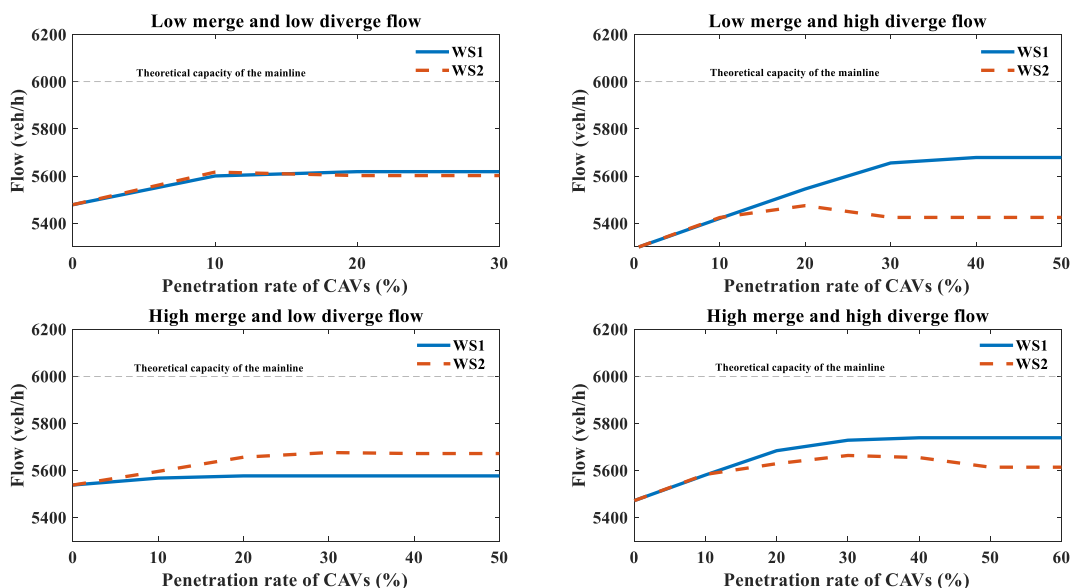 Low merge and low diverge flow
6200
6000
5800
5600
5400
Flow (veh/h)
Theoretical capacity of the mainline
WS1
WS2
0 10 20 30
Penetration rate of CAVs (%)
Low merge and high diverge flow
6200
6000
5800
5600
5400
Flow (veh/h)
Theoretical capacity of the mainline
WS1
WS2
0 10 20 30 40 50
Penetration rate of CAVs (%)
High merge and low diverge flow
6200
6000
5800
5600
5400
Flow (veh/h)
Theoretical capacity of the mainline
WS1
WS2
0 10 20 30 40 50
Penetration rate of CAVs (%)
High merge and high diverge flow
6200
6000
5800
5600
5400
Flow (veh/h)
Theoretical capacity of the mainline
WS1
WS2
0 10 20 30 40 50 60
Penetration rate of CAVs (%)